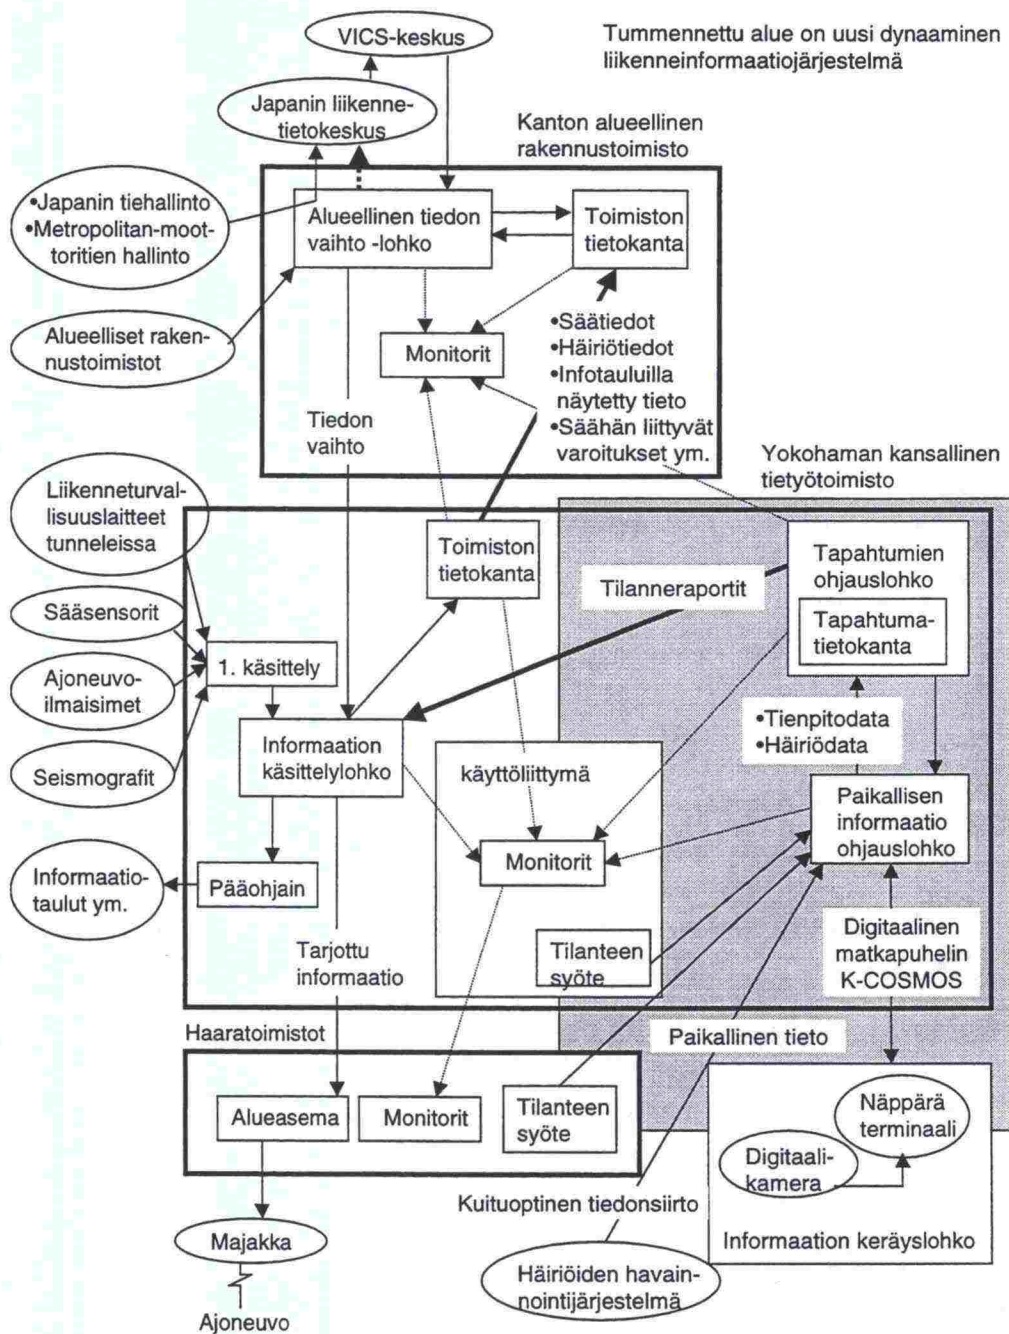 VICS-keskus
Tummennettu alue on uusi dynaaminen
liikenneinformaatiojärjestelmä
Japanin liikenne-
tietokeskus
Kanton alueellinen
rakennustoimisto
•Japanin tiehallinto
•Metropolitan-moot-
toritien hallinto
Alueellinen tiedon
vaihto -lohko
Toimiston
tietokanta
Alueelliset raken-
nustoimistot
Monitorit
•Säätiedot
•Häiriötiedot
•Infotauluilla
näytetty tieto
•Säähän liittyvät
varoitukset ym.
Tiedon
vaihto
Yokohaman kansallinen
tietyötoimisto
Liikenneturval-
lisuuslaitteet
tunneleissa
Toimiston
tietokanta
Tapahtumien
ohjauslohko
Tapahtuma-
tietokanta
Tilanneraportit
Sääsensorit
1. käsittely
Ajoneuvo-
ilmaisimet
Seismografit
Informaation
käsittelylohko
•Tienpitodata
•Häiriödata
käyttöliittymä
Monitorit
Paikallisen
informaatio
ohjauslohko
Informaatio-
taulut ym.
Pääohjain
Tarjottu
informaatio
Tilanteen
syöte
Digitaalinen
matkapuhelin
K-COSMOS
Haaratoimistot
Paikallinen tieto
Alueasema
Monitorit
Tilanteen
syöte
Näppärä
terminaali
Digitaali-
kamera
Kuituoptinen tiedonsiirto
Informaation keräyslohko
Majakka
Häiriöiden havain-
nointijärjestelmä
Ajoneuvo